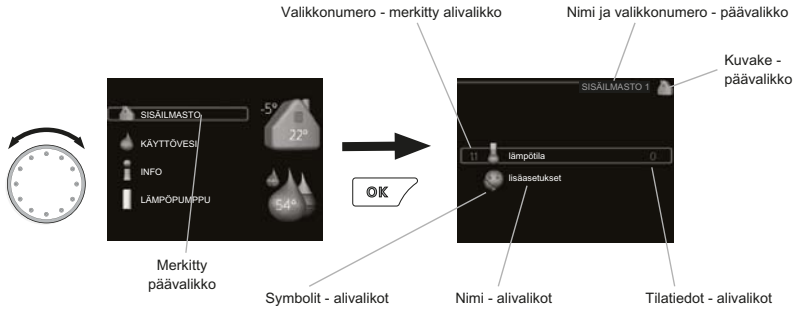 Valikkonumero - merkitty alivalikko
Nimi ja valikkonumero - päävalikko
Kuvake -
päävalikko
SISÄILMASTO 1
SISÄILMASTO
-5°
22°
KÄYTTÖVESI
INFO
LÄMPÖPUMPPU
54°
OK
1.1 lämpötila 0
lisäasetukset
Merkitty
päävalikko
Symbolit - alivalikot
Nimi - alivalikot
Tilatiedot - alivalikot